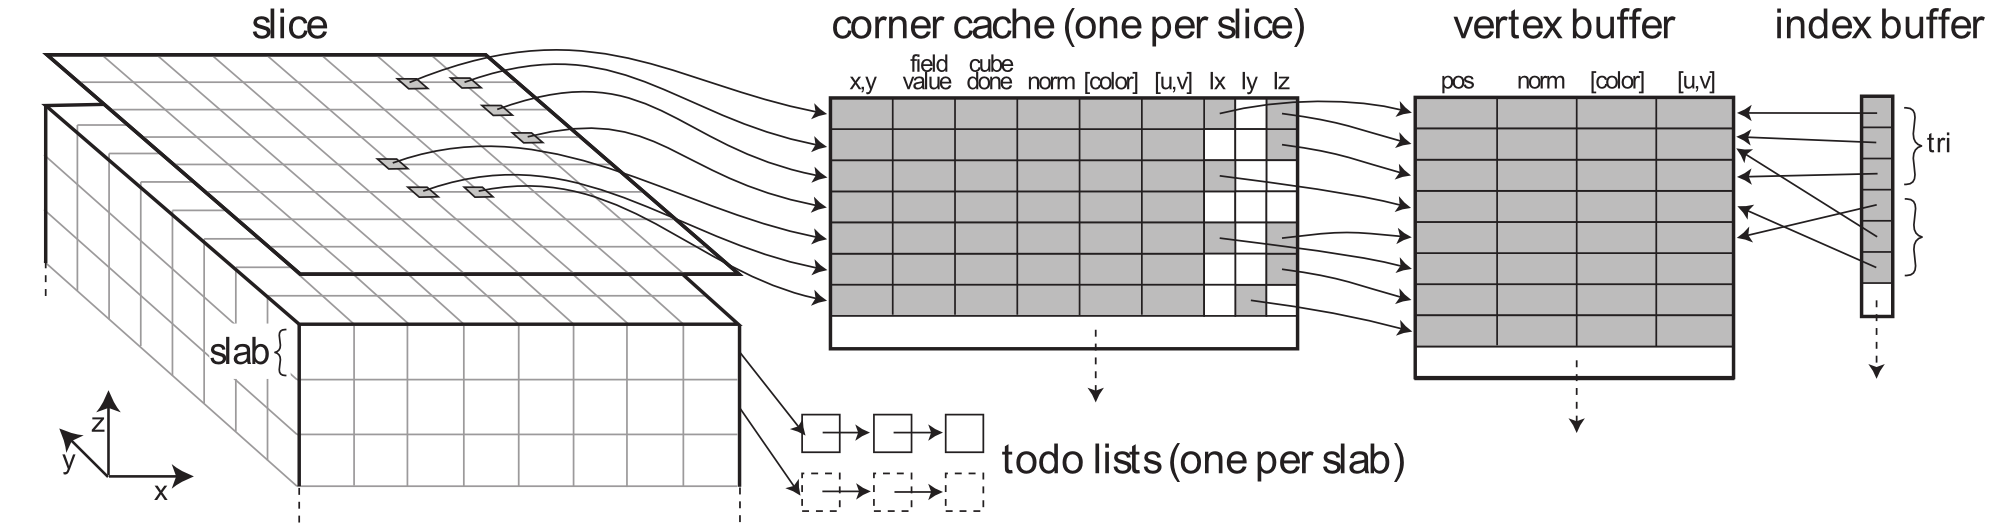 slice
corner cache (one per slice)
vertex buffer
index buffer
x,y
field value
cube done
norm
[color]
[u,v]
Ix
Iy
Iz
pos
norm
[color]
[u,v]
tri
slab
z
y
x
todo lists (one per slab)